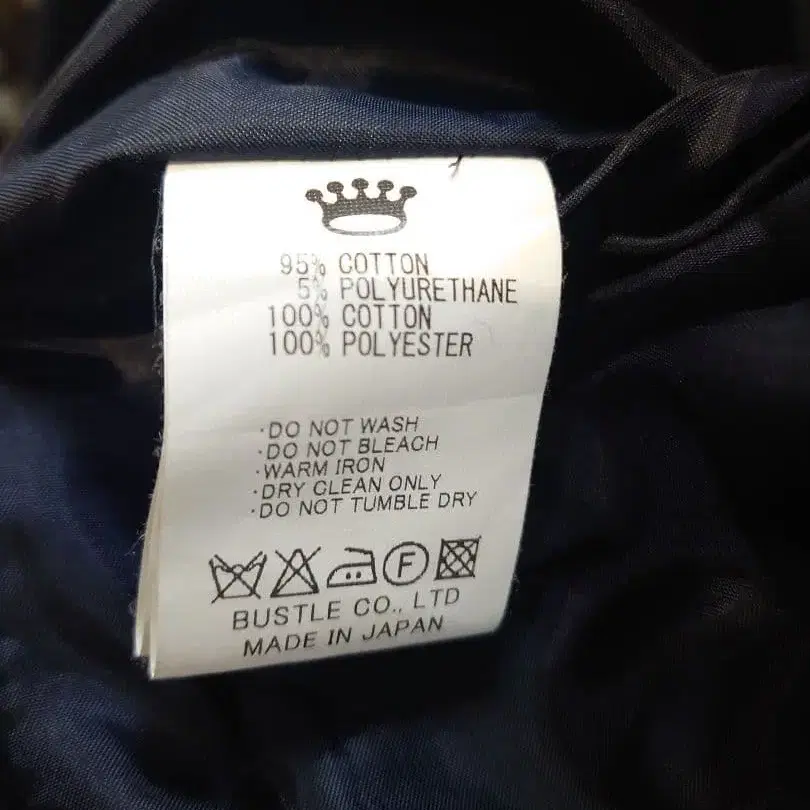 95% COTTON
5% POLYURETHANE
100% COTTON
100% POLYESTER
·DO NOT WASH
·DO NOT BLEACH
·WARM IRON
·DRY CLEAN ONLY
·DO NOT TUMBLE DRY
F
BUSTLE CO., LTD
MADE IN JAPAN